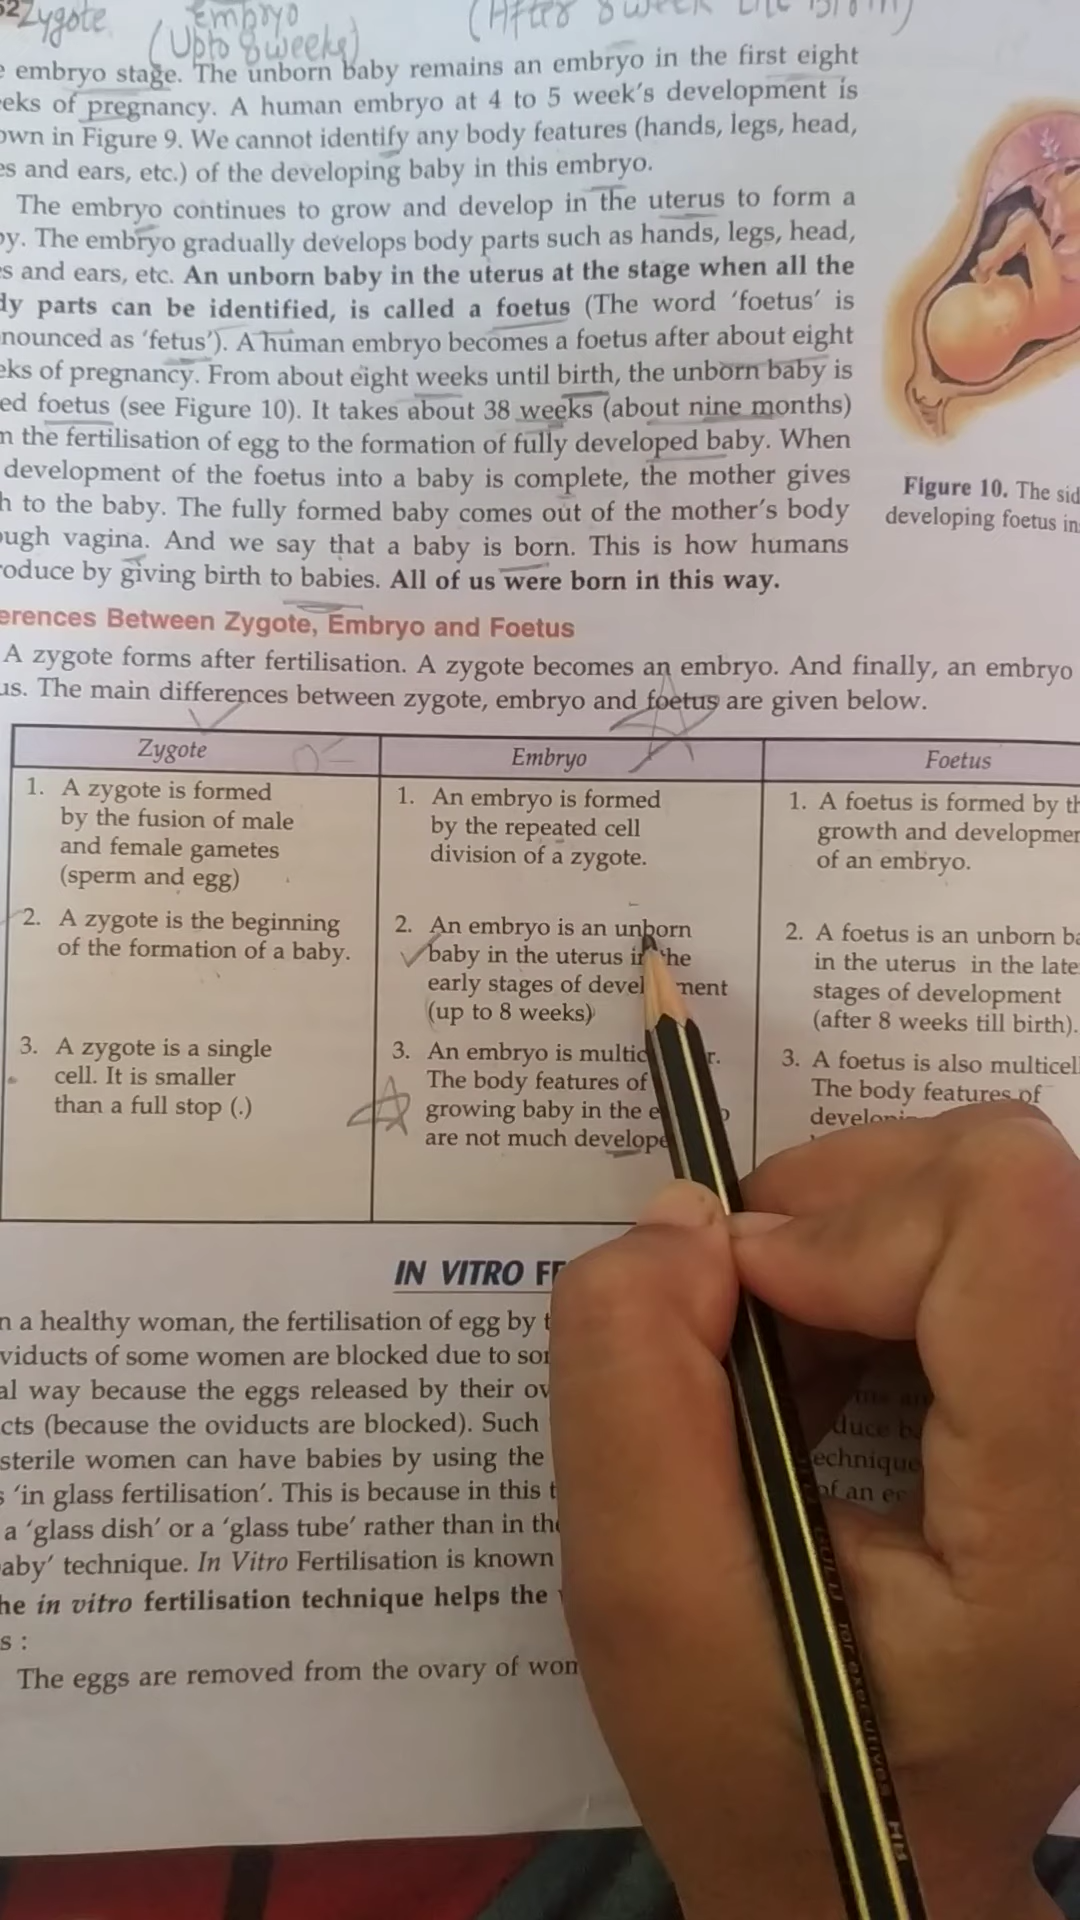 52 Zygote Embryo (After 8 week
(Upto 8 weeks)
embryo stage. The unborn baby remains an embryo in the first eight
eeks of pregnancy. A human embryo at 4 to 5 week's development is
own in Figure 9. We cannot identify any body features (hands, legs, head,
es and ears, etc.) of the developing baby in this embryo.
The embryo continues to grow and develop in the uterus to form a
by. The embryo gradually develops body parts such as hands, legs, head,
s and ears, etc. An unborn baby in the uterus at the stage when all the
dy parts can be identified, is called a foetus (The word 'foetus' is
nounced as 'fetus'). A human embryo becomes a foetus after about eight
eks of pregnancy. From about eight weeks until birth, the unborn baby is
ed foetus (see Figure 10). It takes about 38 weeks (about nine months)
n the fertilisation of egg to the formation of fully developed baby. When
development of the foetus into a baby is complete, the mother gives
h to the baby. The fully formed baby comes out of the mother's body
ough vagina. And we say that a baby is born. This is how humans
roduce by giving birth to babies. All of us were born in this way.
Figure 10. The sid
developing foetus in
erences Between Zygote, Embryo and Foetus
A zygote forms after fertilisation. A zygote becomes an embryo. And finally, an embryo
us. The main differences between zygote, embryo and foetus are given below.
Zygote
1. A zygote is formed
by the fusion of male
and female gametes
(sperm and egg)
2. A zygote is the beginning
of the formation of a baby.
3. A zygote is a single
cell. It is smaller
than a full stop (.)
Embryo
1. An embryo is formed
by the repeated cell
division of a zygote.
2. An embryo is an unborn
baby in the uterus in the
early stages of devel ment
(up to 8 weeks)
3. An embryo is multic r.
The body features of
growing baby in the e o
are not much develope
Foetus
1. A foetus is formed by th
growth and developmen
of an embryo.
2. A foetus is an unborn ba
in the uterus in the late
stages of development
(after 8 weeks till birth).
3. A foetus is also multicel
The body features of
developi
IN VITRO FE
n a healthy woman, the fertilisation of egg by t
viducts of some women are blocked due to so
al way because the eggs released by their ov
cts (because the oviducts are blocked). Such duce b
sterile women can have babies by using the echnique
s 'in glass fertilisation'. This is because in this t of an e
a 'glass dish' or a 'glass tube' rather than in the
aby' technique. In Vitro Fertilisation is known
he in vitro fertilisation technique helps the
s :
The eggs are removed from the ovary of wom
for executives HB